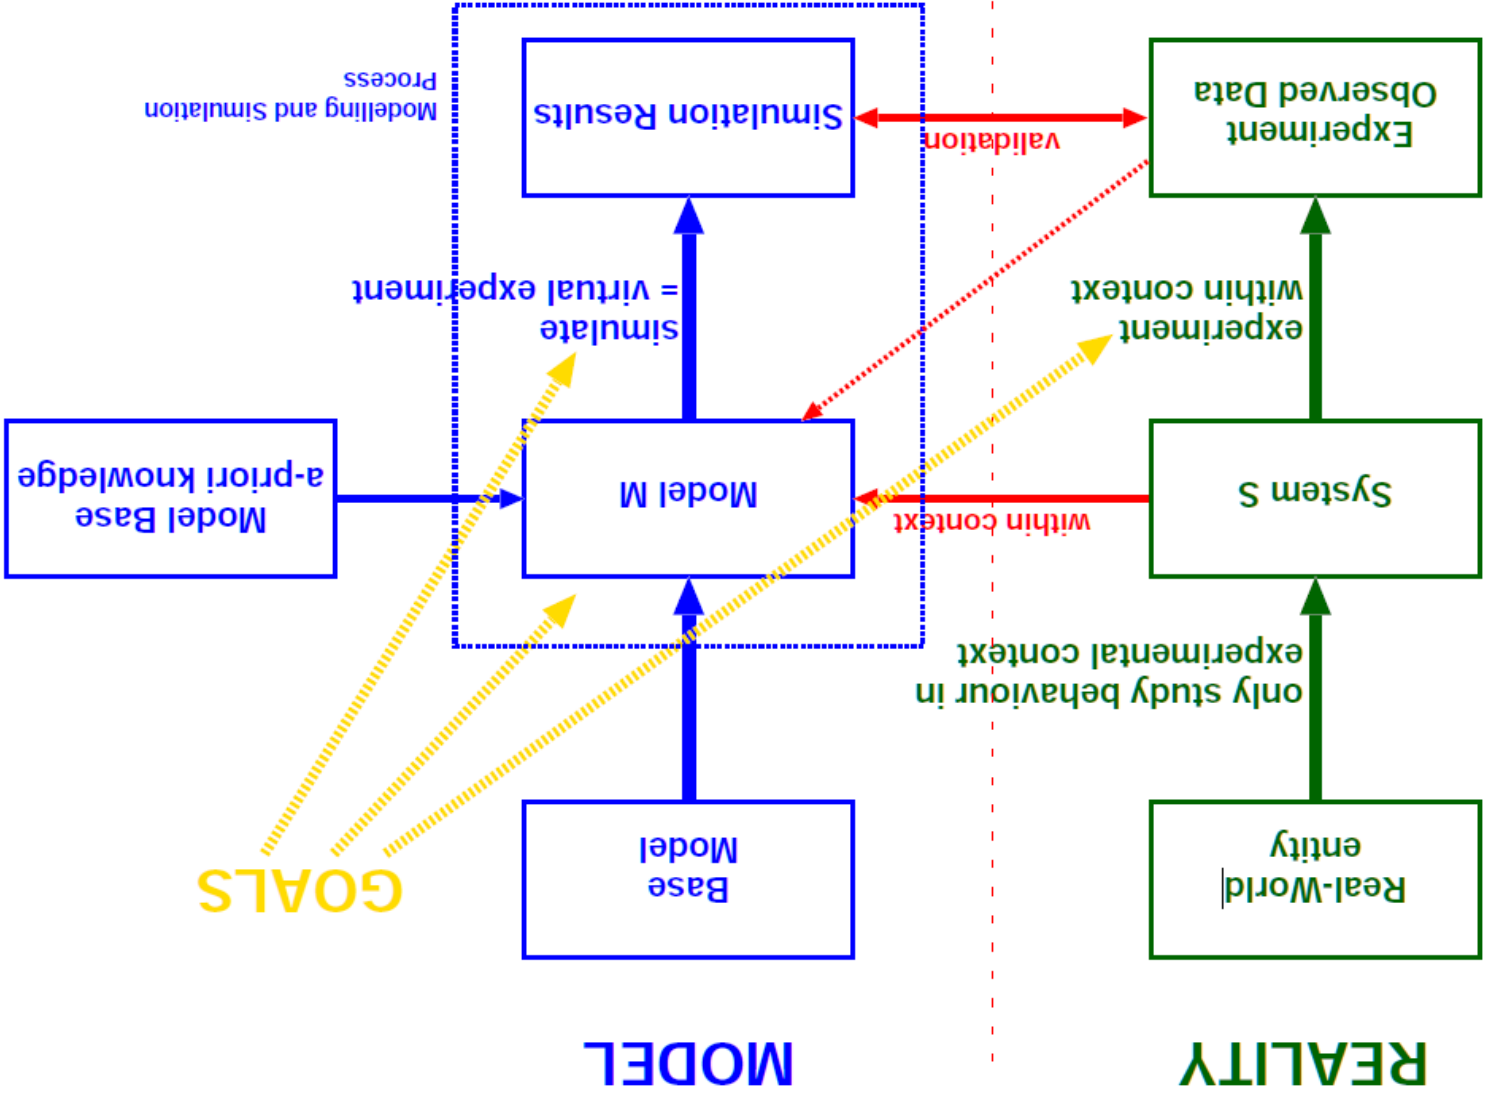 REALITY
MODEL
Real-World
entity
Base
Model
GOALS
only study behaviour in
experimental context
System S
within context
Model M
Model Base
a-priori knowledge
experiment
within context
simulate
= virtual experiment
Experiment
Observed Data
validation
Simulation Results
Modelling and Simulation
Process